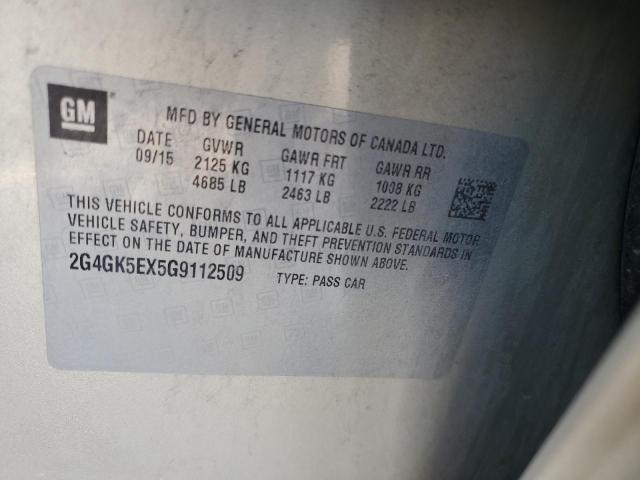 GM
MFD BY GENERAL MOTORS OF CANADA LTD.
DATE GVWR GAWR FRT GAWR RR
09/15 2125 KG 1117 KG 1008 KG
4685 LB 2463 LB 2222 LB
THIS VEHICLE CONFORMS TO ALL APPLICABLE U.S. FEDERAL MOTOR
VEHICLE SAFETY, BUMPER, AND THEFT PREVENTION STANDARDS IN
EFFECT ON THE DATE OF MANUFACTURE SHOWN ABOVE.
2G4GK5EX5G9112509 TYPE: PASS CAR